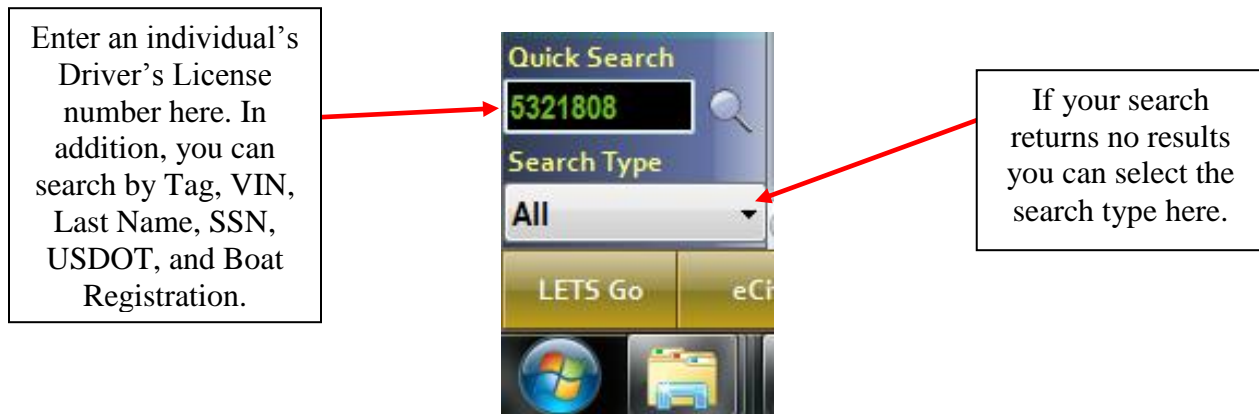 Enter an individual’s
Driver’s License
number here. In
addition, you can
search by Tag, VIN,
Last Name, SSN,
USDOT, and Boat
Registration.
Quick Search
5321808
Search Type
All
LETS Go
eCi
If your search
returns no results
you can select the
search type here.